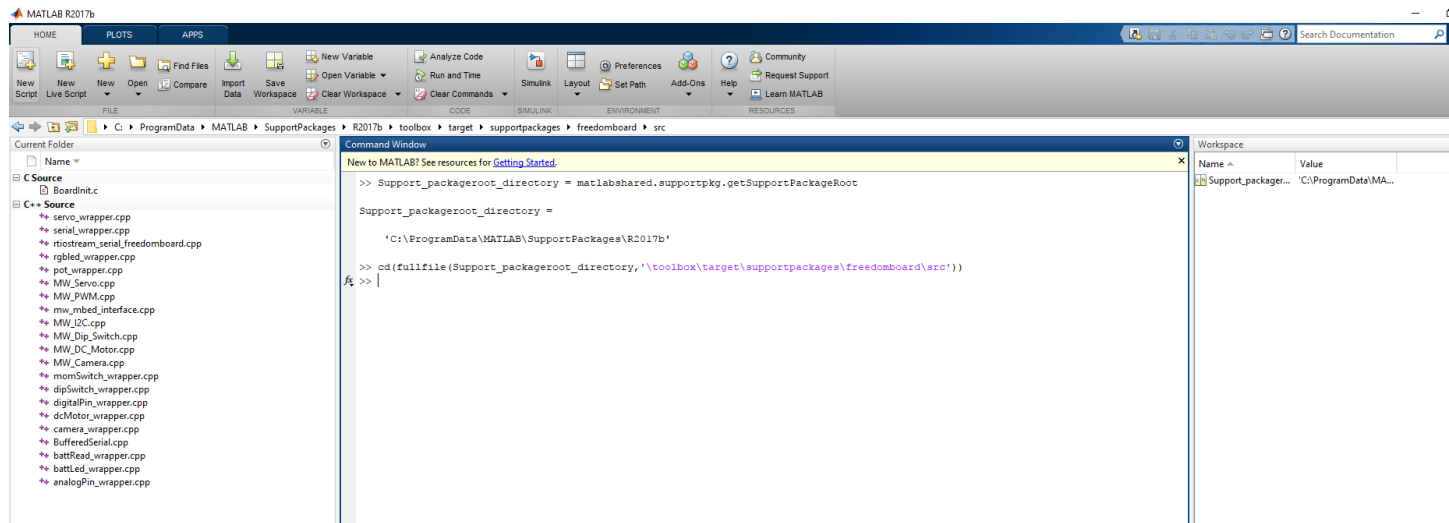 MATLAB R2017b
HOME PLOTS APPS
Search Documentation
New Script
New Live Script
New
Open
Find Files
Compare
Import Data
Save Workspace
New Variable
Open Variable
Clear Workspace
Analyze Code
Run and Time
Clear Commands
Simulink
Layout
Preferences
Set Path
Add-Ons
Help
Community
Request Support
Learn MATLAB
FILE VARIABLE CODE SIMULINK ENVIRONMENT RESOURCES
C: ProgramData MATLAB SupportPackages R2017b toolbox target supportpackages freedomboard src
Current Folder
Name
C Source
BoardInit.c
C++ Source
servo_wrapper.cpp
serial_wrapper.cpp
rtiostream_serial_freedomboard.cpp
rgbled_wrapper.cpp
pot_wrapper.cpp
MW_Servo.cpp
MW_PWM.cpp
mw_mbed_interface.cpp
MW_I2C.cpp
MW_Dip_Switch.cpp
MW_DC_Motor.cpp
MW_Camera.cpp
momSwitch_wrapper.cpp
dipSwitch_wrapper.cpp
digitalPin_wrapper.cpp
dcMotor_wrapper.cpp
camera_wrapper.cpp
BufferedSerial.cpp
battRead_wrapper.cpp
battLed_wrapper.cpp
analogPin_wrapper.cpp
Command Window
New to MATLAB? See resources for Getting Started.
>> Support_packageroot_directory = matlabshared.supportpkg.getSupportPackageRoot
Support_packageroot_directory =
'C:\ProgramData\MATLAB\SupportPackages\R2017b'
>> cd(fullfile(Support_packageroot_directory,'\toolbox\target\supportpackages\freedomboard\src'))
fx >>
Workspace
Name Value
Support_packager... 'C:\ProgramData\MA...